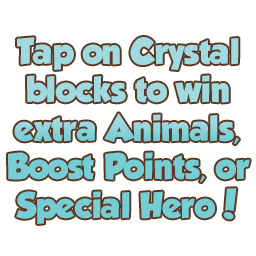 Tap on Crystal
blocks to win
extra Animals,
Boost Points, or
Special Hero!